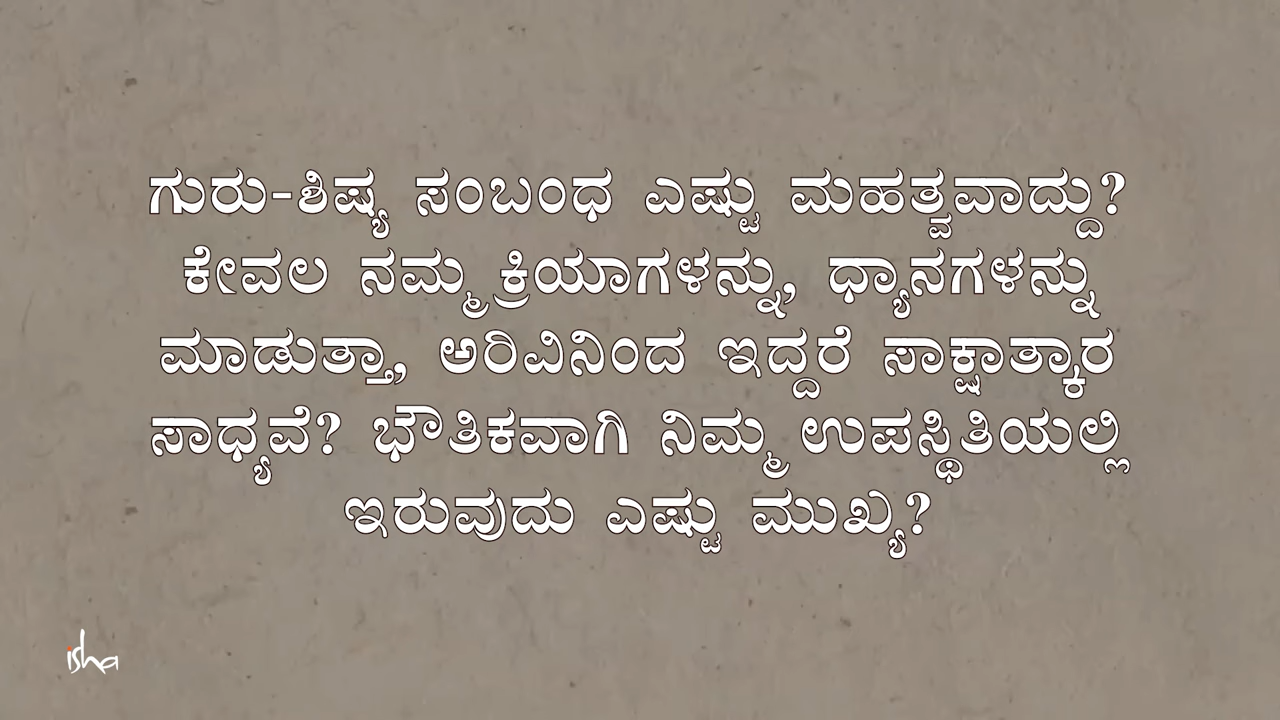 ಗುರು-ಶಿಷ್ಯ ಸಂಬಂಧ ಎಷ್ಟು ಮಹತ್ವವಾದ್ದು?
ಕೇವಲ ನಮ್ಮ ಕ್ರಿಯಾಗಳನ್ನು, ಧ್ಯಾನಗಳನ್ನು
ಮಾಡುತ್ತಾ, ಅರಿವಿನಿಂದ ಇದ್ದರೆ ಸಾಕ್ಷಾತ್ಕಾರ
ಸಾಧ್ಯವೆ? ಭೌತಿಕವಾಗಿ ನಿಮ್ಮ ಉಪಸ್ಥಿತಿಯಲ್ಲಿ
ಇರುವುದು ಎಷ್ಟು ಮುಖ್ಯ?
isha